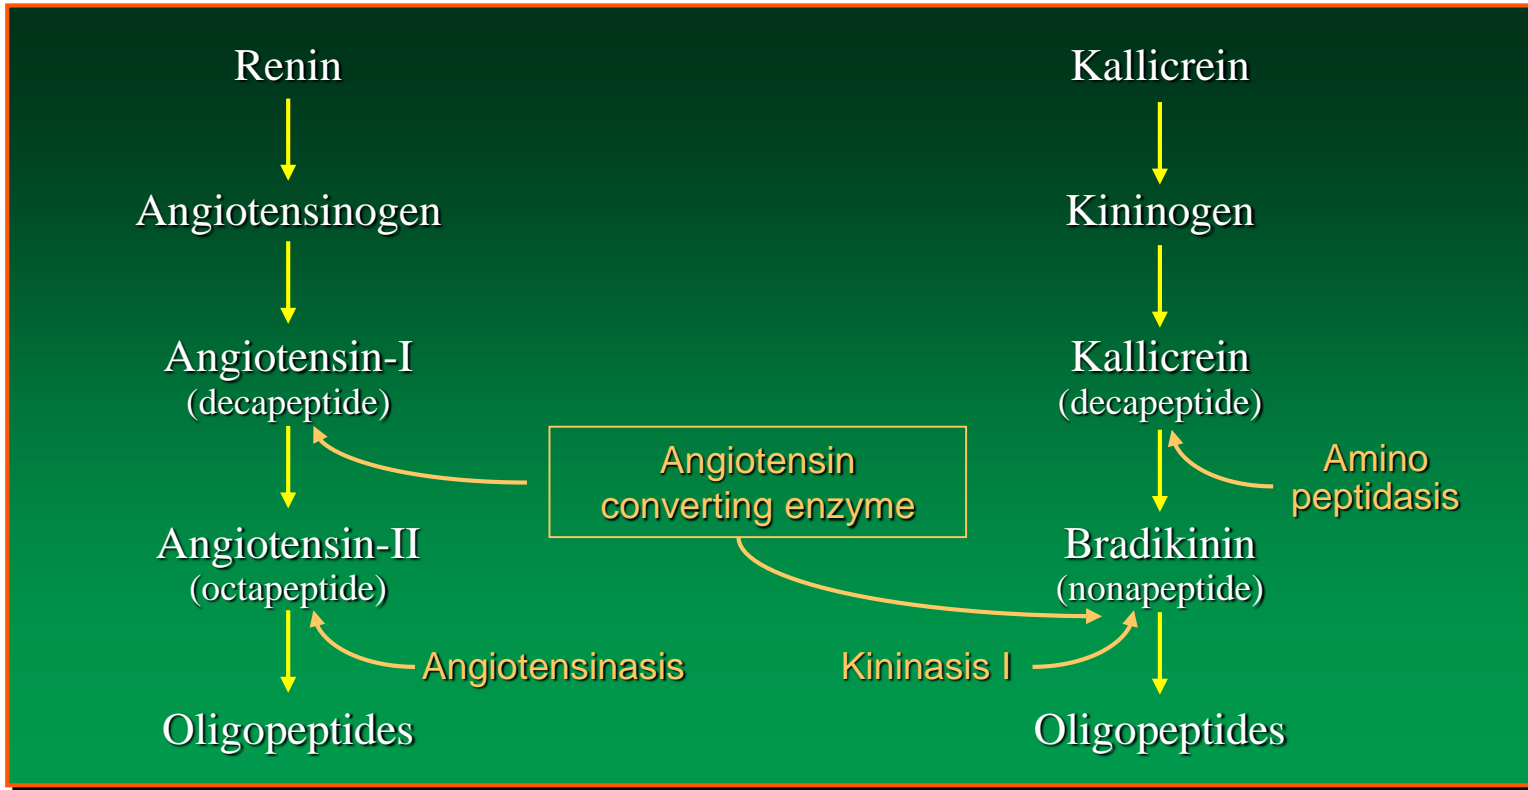 Renin
Kallicrein
Angiotensinogen
Kininogen
Angiotensin-I
(decapeptide)
Kallicrein
(decapeptide)
Angiotensin
converting enzyme
Amino
peptidasis
Angiotensin-II
(octapeptide)
Bradikinin
(nonapeptide)
Angiotensinasis
Kininasis I
Oligopeptides
Oligopeptides